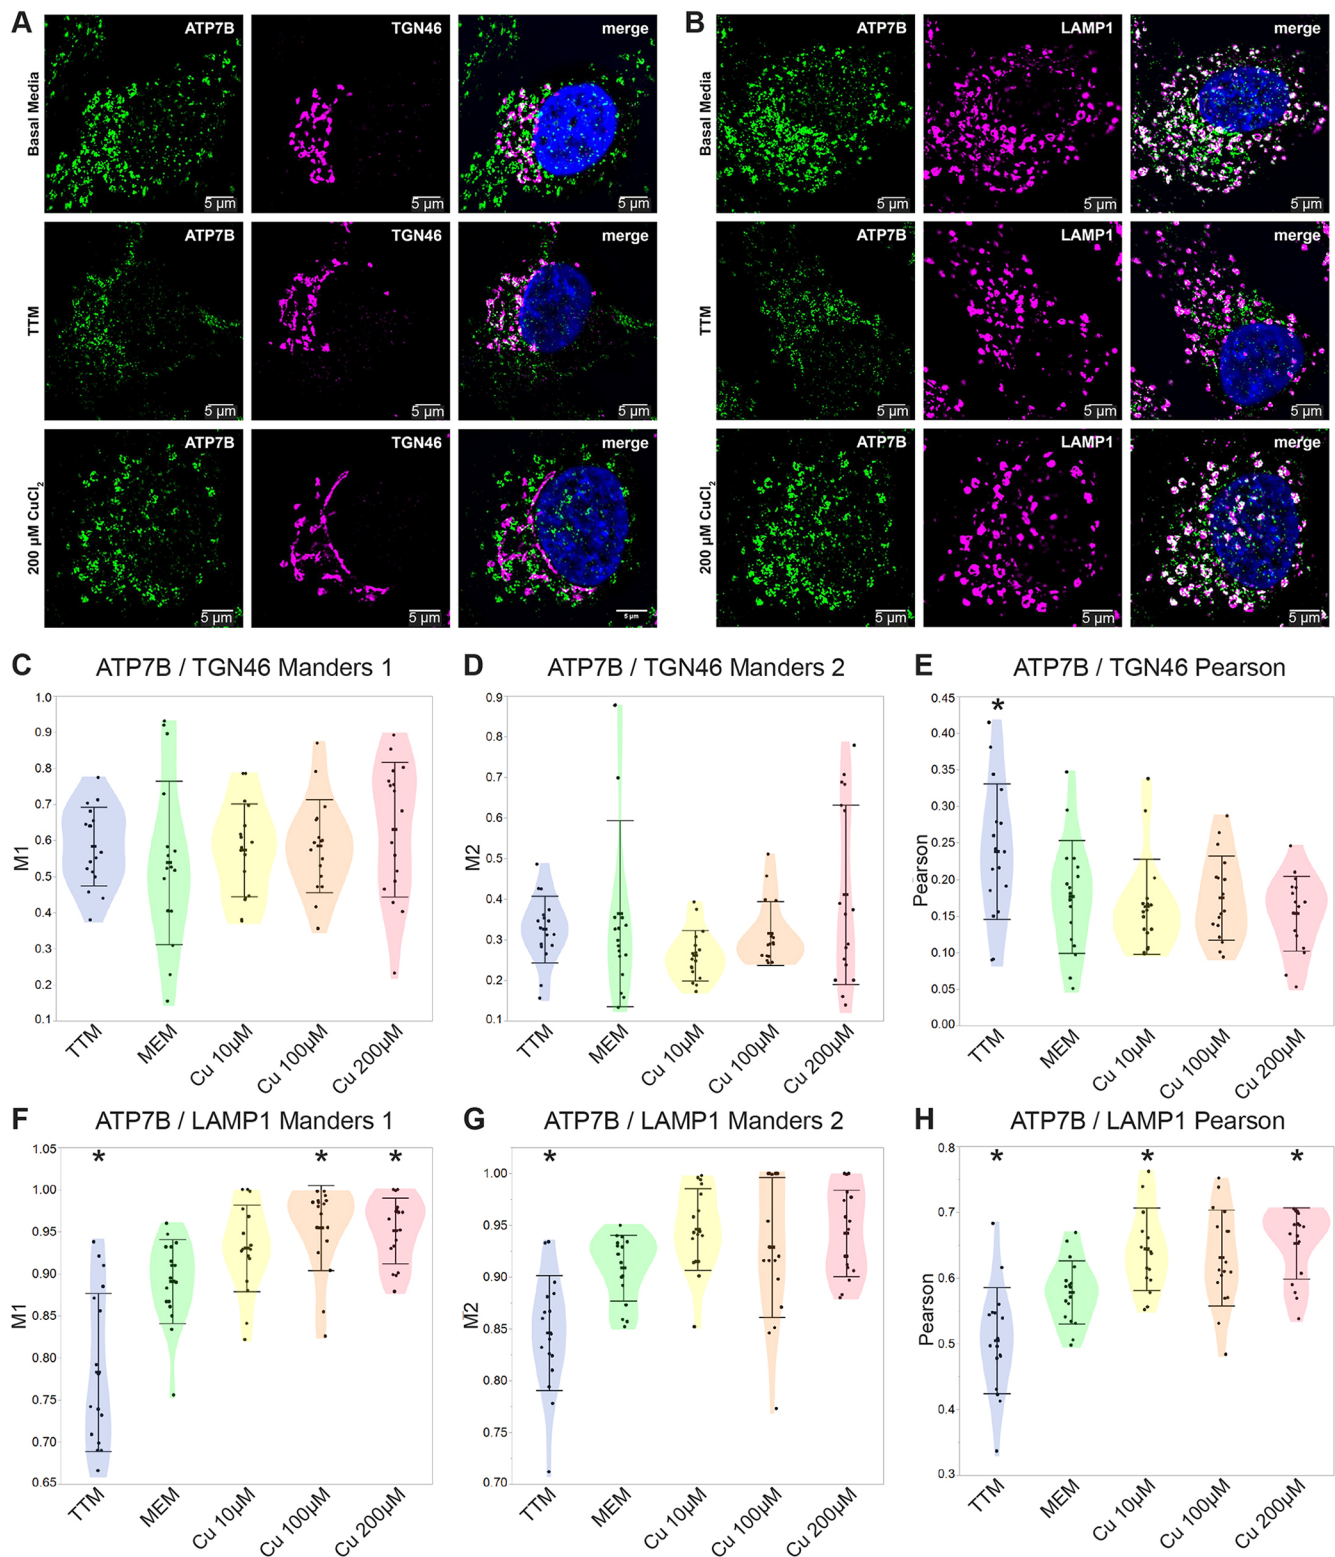 A
ATP7B
TGN46
merge
Basal Media
5 µm
5 µm
5 µm
ATP7B
TGN46
merge
TTM
5 µm
5 µm
5 µm
ATP7B
TGN46
merge
200 µM CuCl₂
5 µm
5 µm
5 µm
B
ATP7B
LAMP1
merge
Basal Media
5 µm
5 µm
5 µm
ATP7B
LAMP1
merge
TTM
5 µm
5 µm
5 µm
ATP7B
LAMP1
merge
200 µM CuCl₂
5 µm
5 µm
5 µm
C
ATP7B / TGN46 Manders 1
1.0
0.9
0.8
0.7
0.6
0.5
0.4
0.3
0.2
0.1
M1
TTM
MEM
Cu 10µM
Cu 100µM
Cu 200µM
D
ATP7B / TGN46 Manders 2
0.9
0.8
0.7
0.6
0.5
0.4
0.3
0.2
0.1
M2
TTM
MEM
Cu 10µM
Cu 100µM
Cu 200µM
E
ATP7B / TGN46 Pearson
0.45
0.40
0.35
0.30
0.25
0.20
0.15
0.10
0.05
0.00
Pearson
*
TTM
MEM
Cu 10µM
Cu 100µM
Cu 200µM
F
ATP7B / LAMP1 Manders 1
1.05
1.00
0.95
0.90
0.85
0.80
0.75
0.70
0.65
M1
* * *
TTM
MEM
Cu 10µM
Cu 100µM
Cu 200µM
G
ATP7B / LAMP1 Manders 2
1.00
0.95
0.90
0.85
0.80
0.75
0.70
M2
*
TTM
MEM
Cu 10µM
Cu 100µM
Cu 200µM
H
ATP7B / LAMP1 Pearson
0.8
0.7
0.6
0.5
0.4
0.3
Pearson
* * *
TTM
MEM
Cu 10µM
Cu 100µM
Cu 200µM